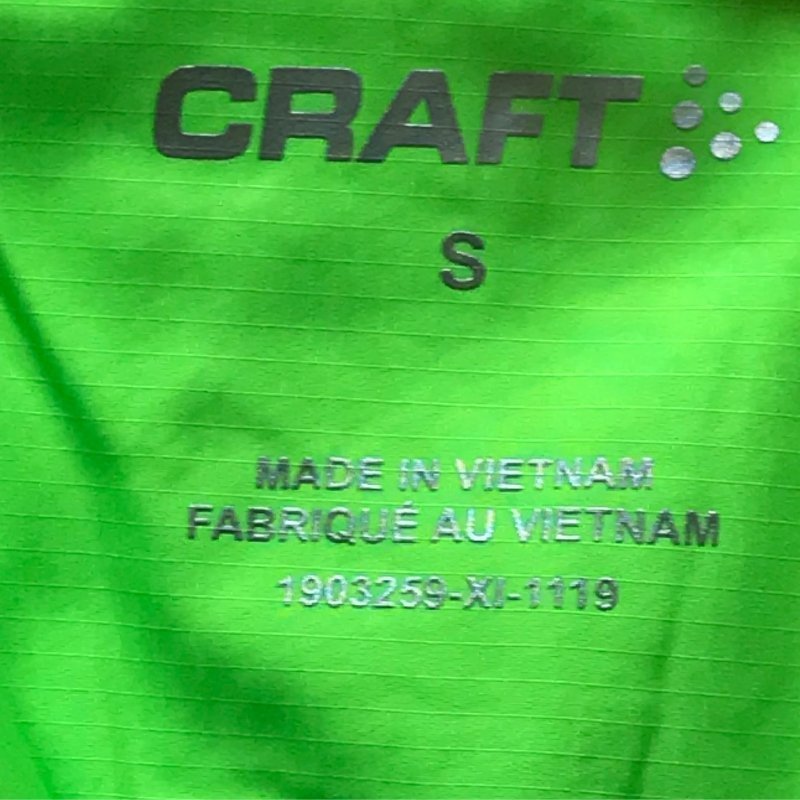 CRAFT
S
MADE IN VIETNAM
FABRIQUÉ AU VIETNAM
1903259-XI-1119